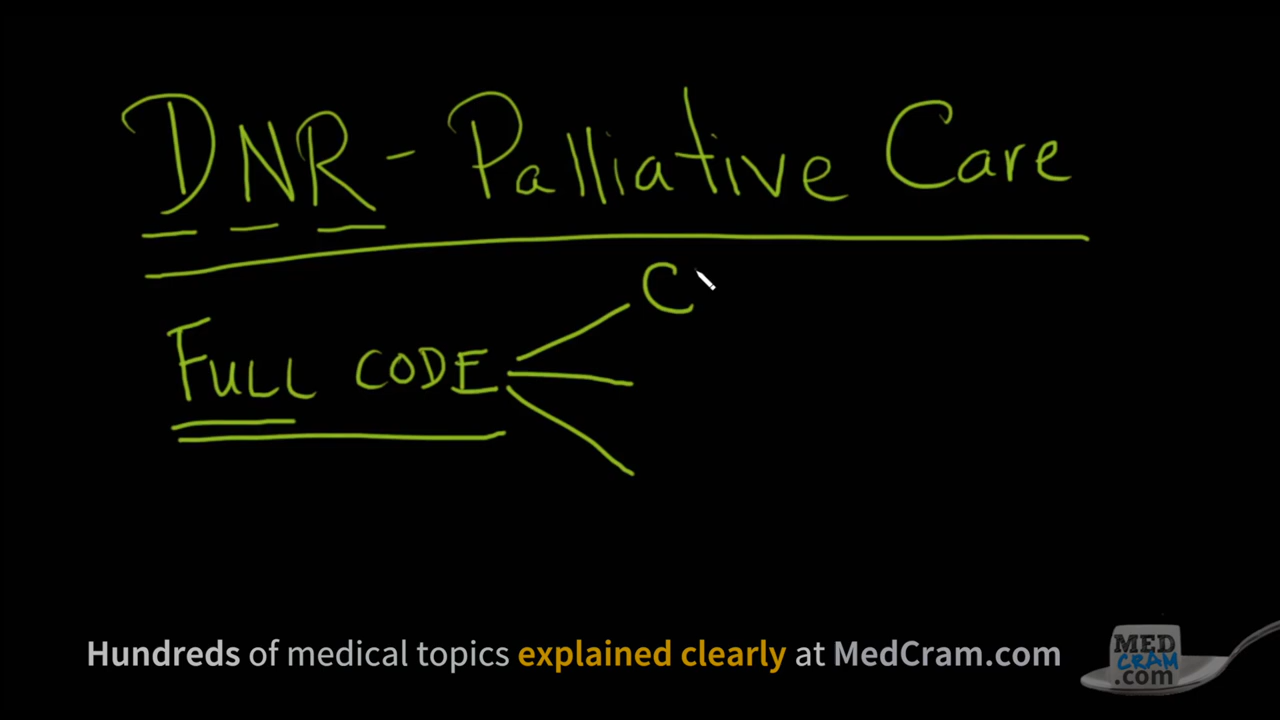 DNR - Palliative Care
C
FULL CODE
Hundreds of medical topics explained clearly at MedCram.com
MED
CRAM
.com